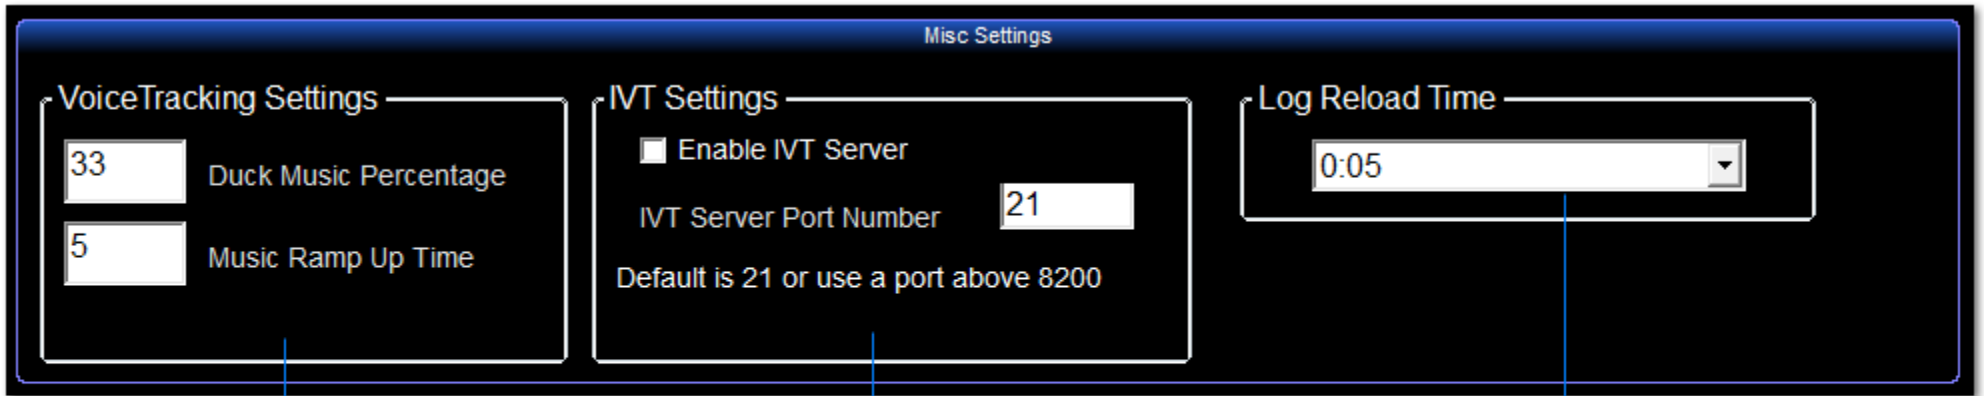 Misc Settings
VoiceTracking Settings
33
Duck Music Percentage
5
Music Ramp Up Time
IVT Settings
Enable IVT Server
IVT Server Port Number
21
Default is 21 or use a port above 8200
Log Reload Time
0:05